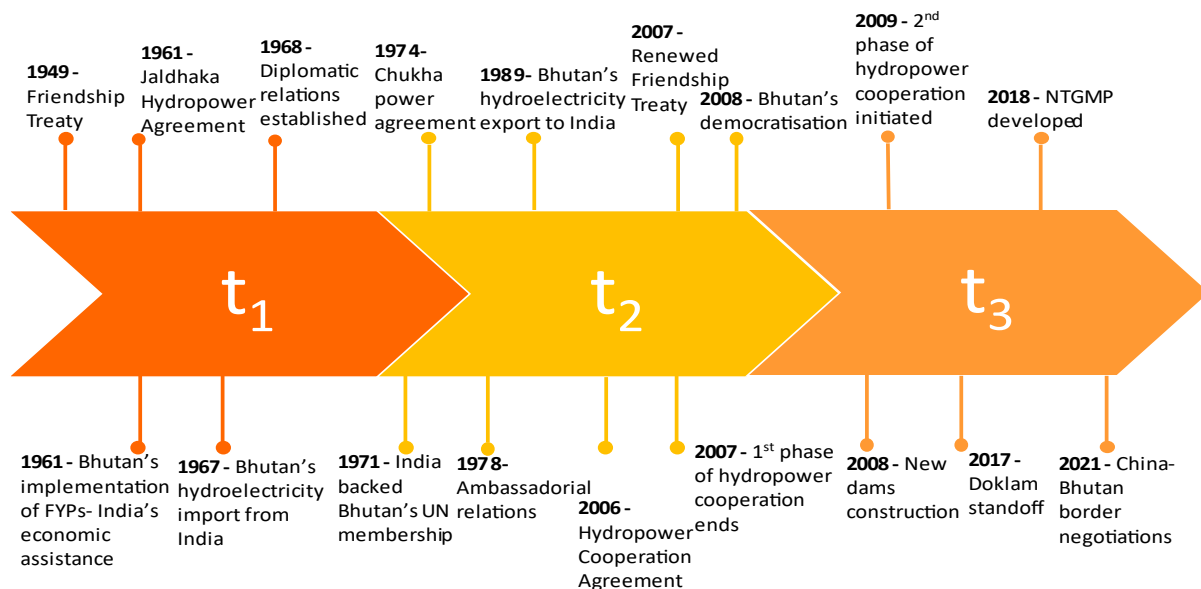 1949 -
Friendship
Treaty
1961 -
Jaldhaka
Hydropower
Agreement
1968 -
Diplomatic
relations
established
1974-
Chukha
power
agreement
1989- Bhutan's
hydroelectricity
export to India
2007 -
Renewed
Friendship
Treaty
2008 - Bhutan's
democratisation
2009 - 2nd
phase of
hydropower
cooperation
initiated
2018 - NTGMP
developed
t1
t2
t3
1961 - Bhutan's
implementation
of FYPs- India's
economic
assistance
1967 - Bhutan's
hydroelectricity
import from
India
1971 - India
backed
Bhutan's UN
membership
1978-
Ambassadorial
relations
2006 -
Hydropower
Cooperation
Agreement
2007 - 1st phase
of hydropower
cooperation
ends
2008 - New
dams
construction
2017 -
Doklam
standoff
2021 - China-
Bhutan
border
negotiations